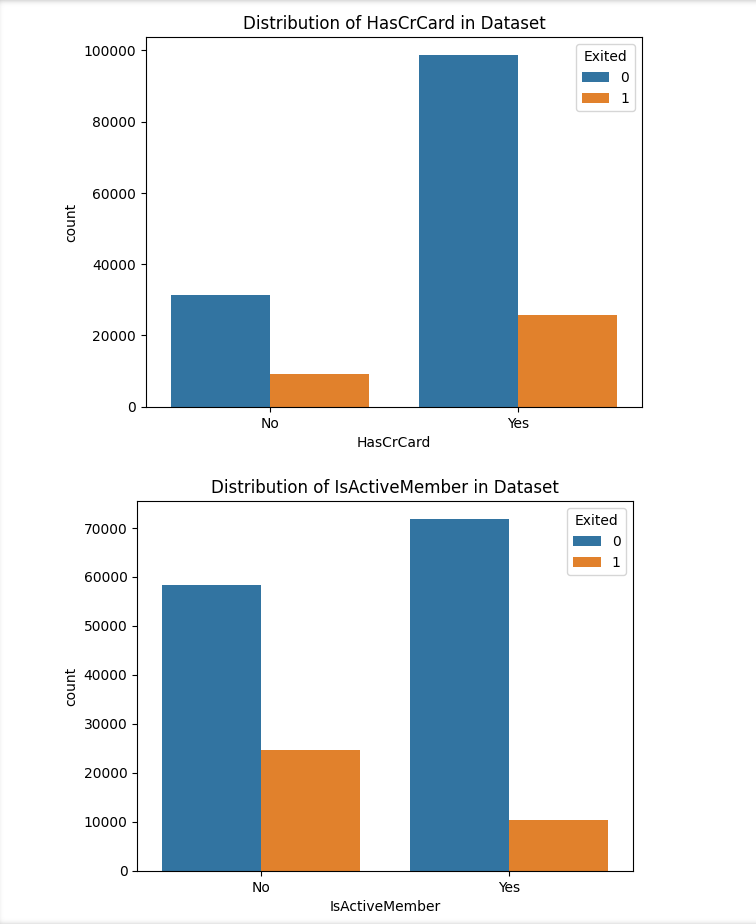 Distribution of HasCrCard in Dataset
100000
80000
60000
40000
20000
0
count
Exited
0
1
No Yes
HasCrCard
Distribution of IsActiveMember in Dataset
70000
60000
50000
40000
30000
20000
10000
0
count
Exited
0
1
No Yes
IsActiveMember